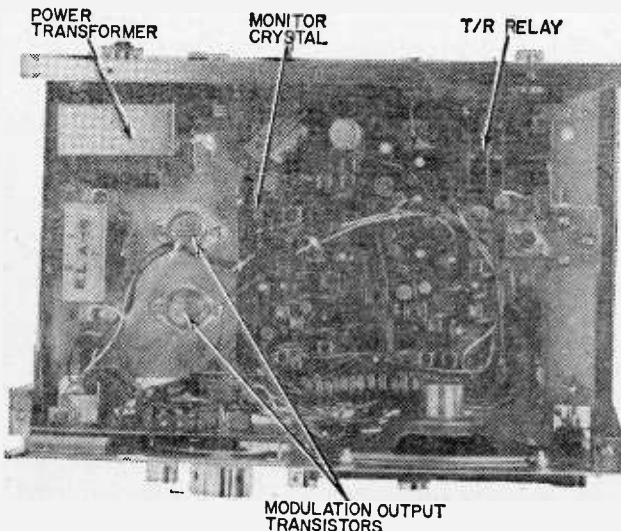 POWER
TRANSFORMER
MONITOR
CRYSTAL
T/R RELAY
MODULATION OUTPUT
TRANSISTORS